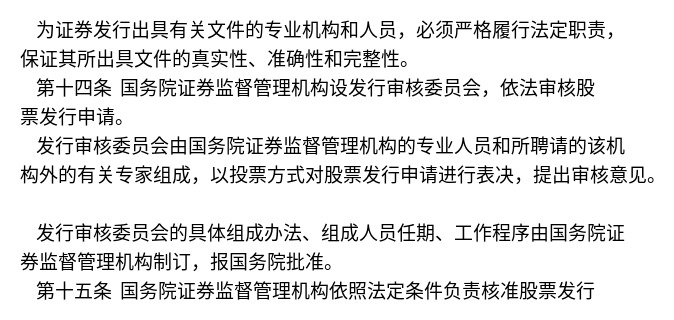 为证券发行出具有关文件的专业机构和人员，必须严格履行法定职责，
保证其所出具文件的真实性、准确性和完整性。
第十四条 国务院证券监督管理机构设发行审核委员会，依法审核股
票发行申请。
发行审核委员会由国务院证券监督管理机构的专业人员和所聘请的该机
构外的有关专家组成，以投票方式对股票发行申请进行表决，提出审核意见。
发行审核委员会的具体组成办法、组成人员任期、工作程序由国务院证
券监督管理机构制订，报国务院批准。
第十五条 国务院证券监督管理机构依照法定条件负责核准股票发行